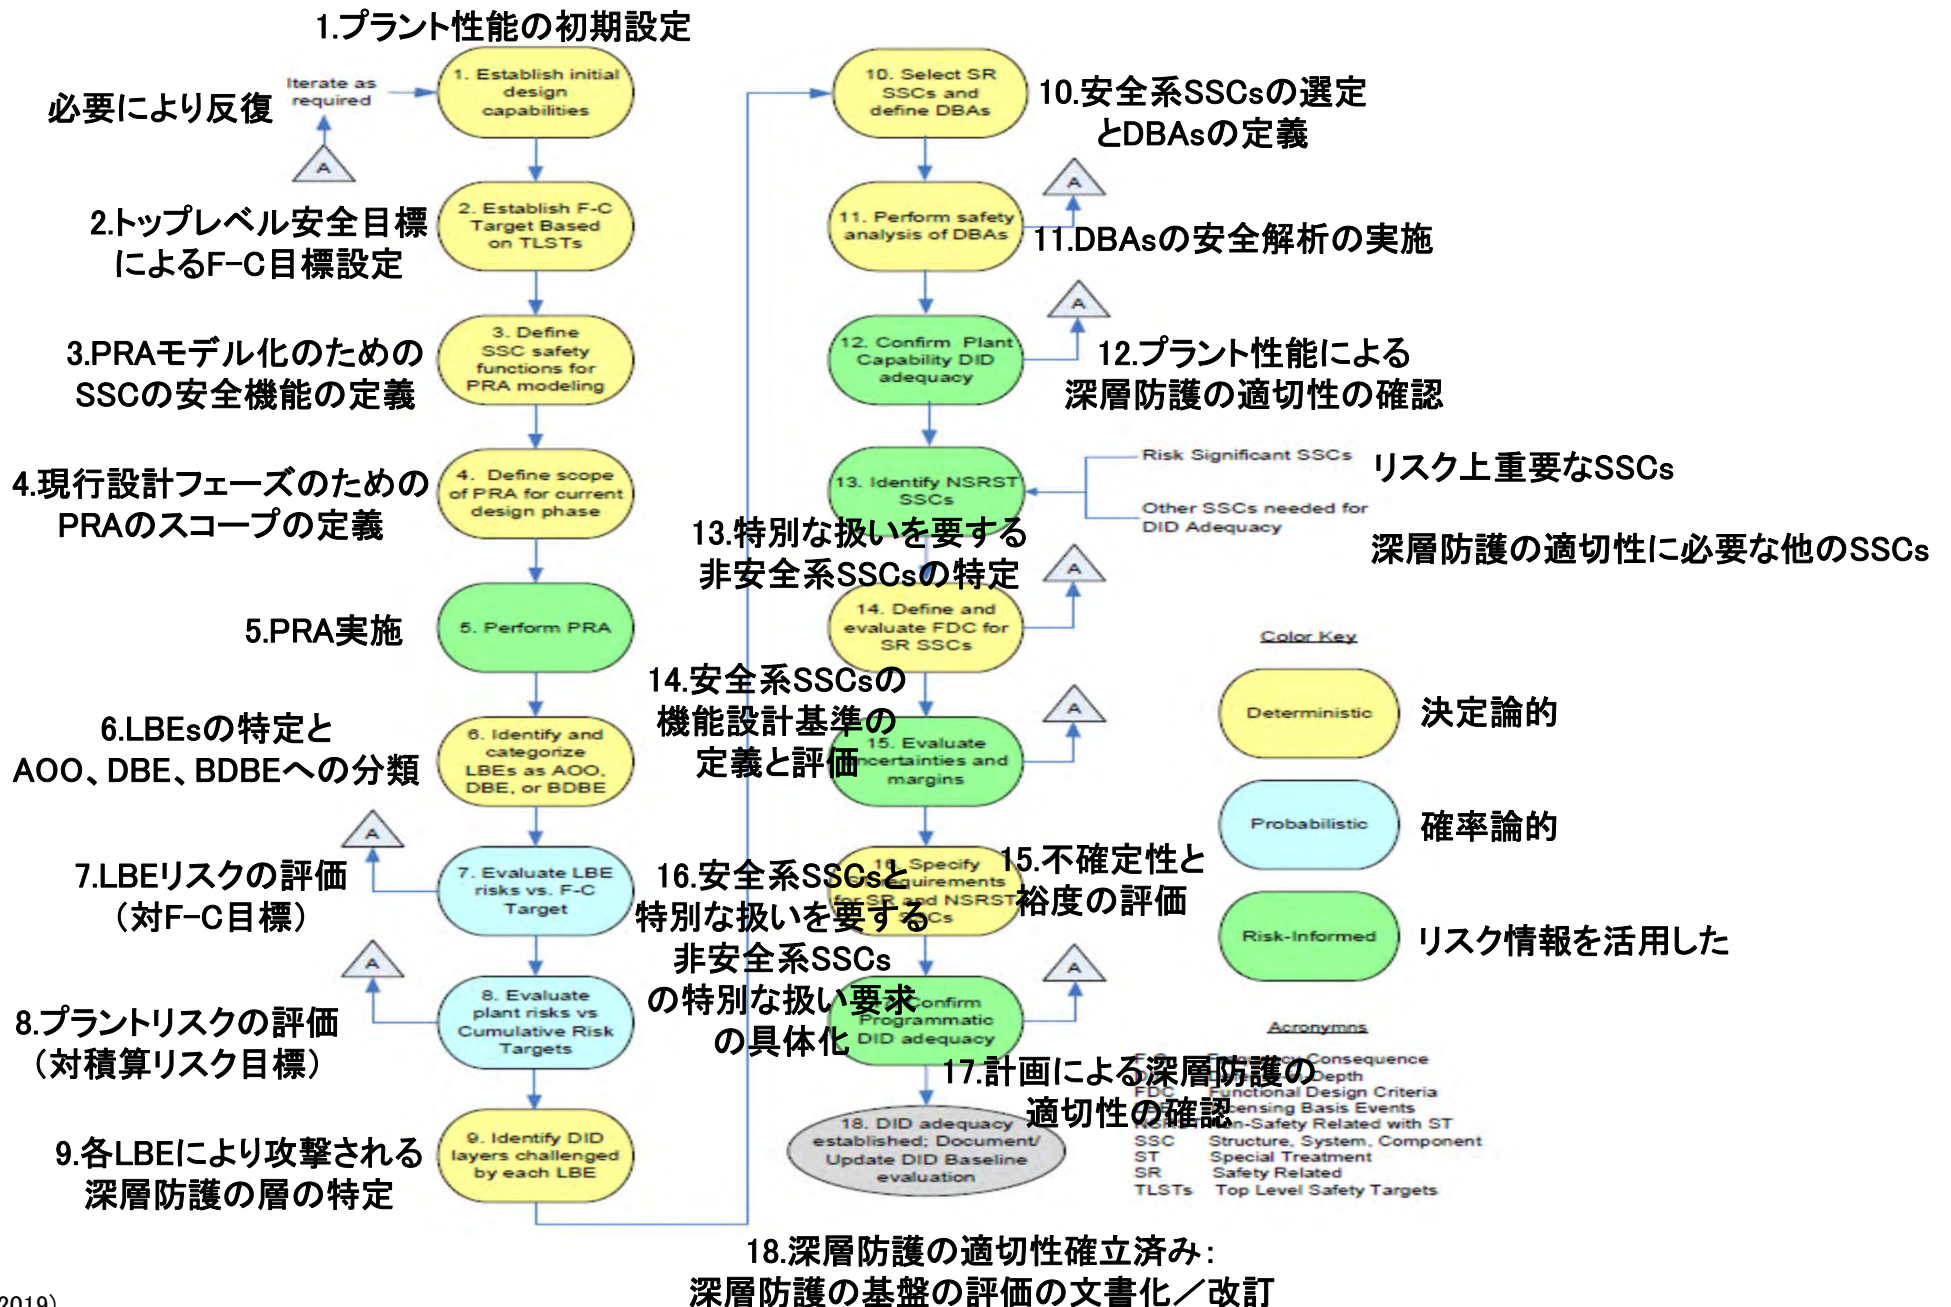 1.プラント性能の初期設定
Iterate as
required
必要により反復
A
1. Establish initial
design
capabilities
2.トップレベル安全目標
によるF-C目標設定
2. Establish F-C
Target Based
on TLSTs
3.PRAモデル化のための
SSCの安全機能の定義
3. Define
SSC safety
functions for
PRA modeling
4.現行設計フェーズのための
PRAのスコープの定義
4. Define scope
of PRA for current
design phase
5.PRA実施
5. Perform PRA
6.LBEsの特定と
AOO、DBE、BDBEへの分類
6. Identify and
categorize
LBEs as AOO,
DBE, or BDBE
A
7.LBEリスクの評価
（対F-C目標）
7. Evaluate LBE
risks vs. F-C
Target
A
8.プラントリスクの評価
（対積算リスク目標）
8. Evaluate
plant risks vs
Cumulative Risk
Targets
9.各LBEにより攻撃される
深層防護の層の特定
9. Identify DID
layers challenged
by each LBE
10. Select SR
SSCs and
define DBAs
10.安全系SSCsの選定
とDBAsの定義
A
11. Perform safety
analysis of DBAs
11.DBAsの安全解析の実施
A
12. Confirm Plant
Capability DID
adequacy
12.プラント性能による
深層防護の適切性の確認
13. Identify NSRST
SSCs
Risk Significant SSCs
リスク上重要なSSCs
Other SSCs needed for
DID Adequacy
深層防護の適切性に必要な他のSSCs
13.特別な扱いを要する
非安全系SSCsの特定
A
14. Define and
evaluate FDC for
SR SSCs
14.安全系SSCsの
機能設計基準の
定義と評価
A
15. Evaluate
margins
15.不確定性と
裕度の評価
16. Specify
requirements
for SR and NSRST
16.安全系SSCsと
特別な扱いを要する
非安全系SSCs
の特別な扱い要求
の具体化
A
Confirm
Programmatic
DID adequacy
17.計画による深層防護の
適切性の確認
18. DID adequacy
established; Document/
Update DID Baseline
evaluation
18.深層防護の適切性確立済み：
深層防護の基盤の評価の文書化／改訂
Color Key
Deterministic
決定論的
Probabilistic
確率論的
Risk-Informed
リスク情報を活用した
Acronymns
Consequence
Depth
FDC Functional Design Criteria
Events
with ST
SSC Structure, System, Component
ST Special Treatment
SR Safety Related
TLSTs Top Level Safety Targets
2019)